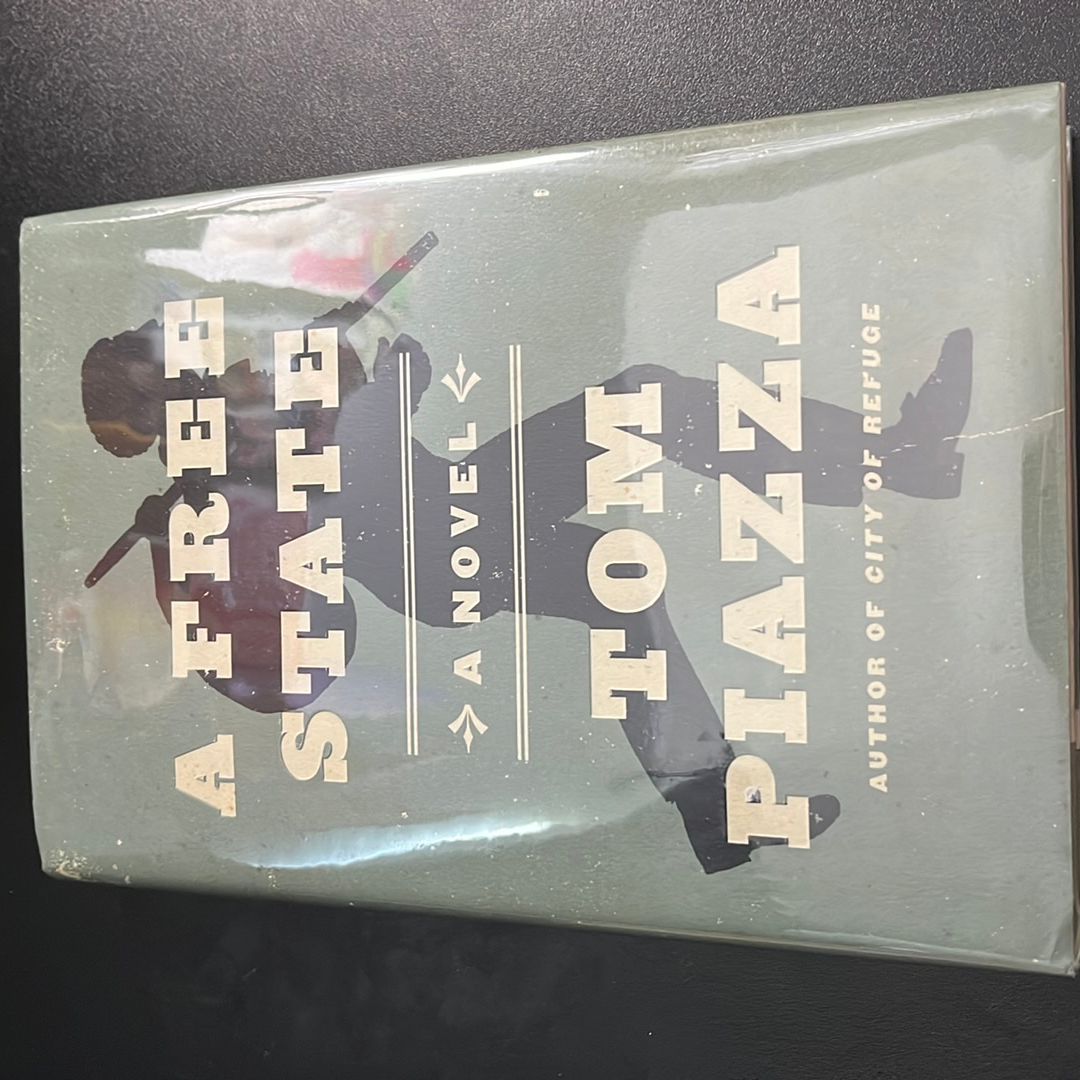 A FREE
STATE
A NOVEL
TOM
PIAZZA
AUTHOR OF CITY OF REFUGE